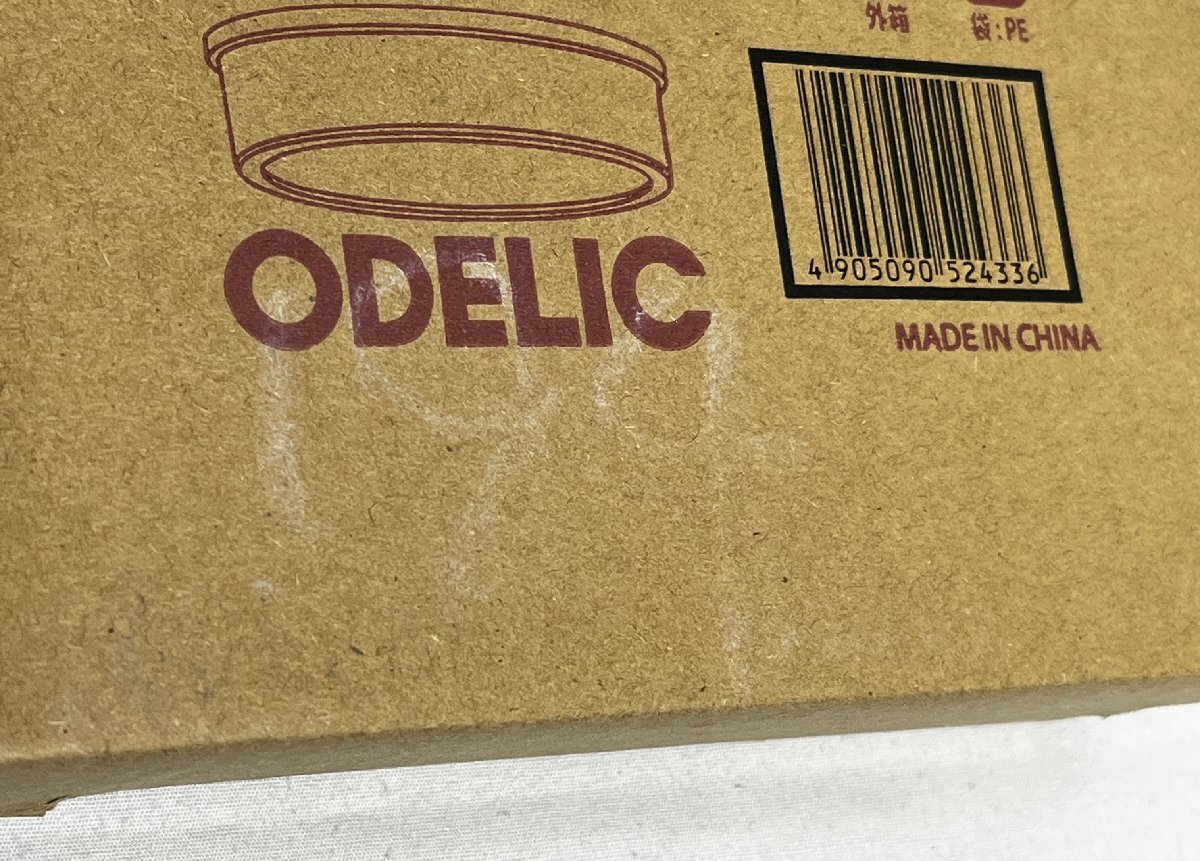 外箱 袋:PE
4 905090 524336
ODELIC
MADE IN CHINA